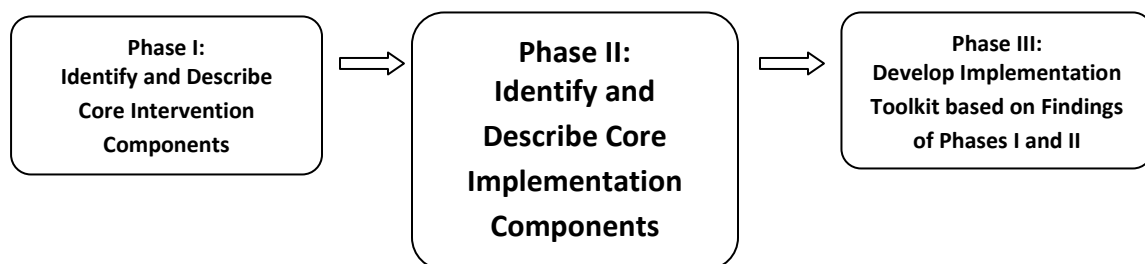 Phase I:
Identify and Describe
Core Intervention
Components
Phase II:
Identify and
Describe Core
Implementation
Components
Phase III:
Develop Implementation
Toolkit based on Findings
of Phases I and II